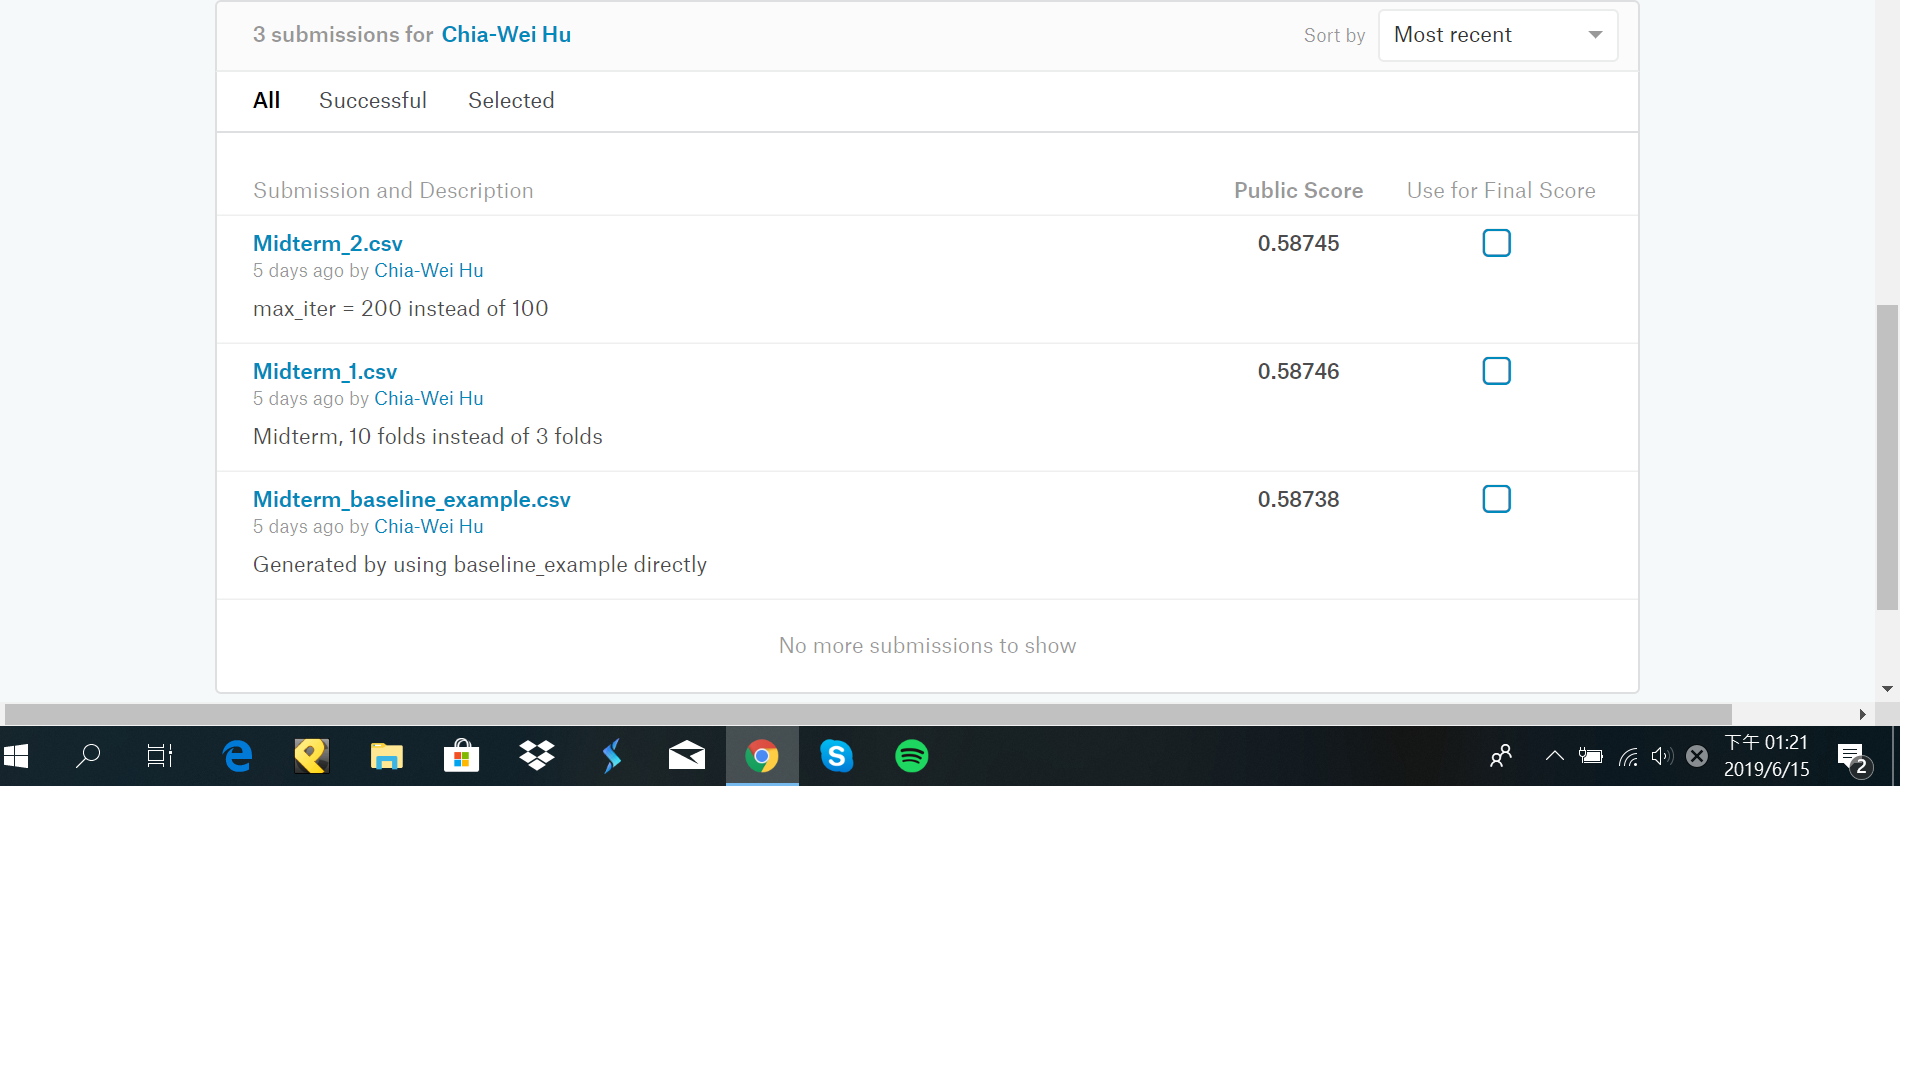 3 submissions for Chia-Wei Hu
Sort by Most recent
All Successful Selected
Submission and Description Public Score Use for Final Score
Midterm_2.csv 0.58745
5 days ago by Chia-Wei Hu
max_iter = 200 instead of 100
Midterm_1.csv 0.58746
5 days ago by Chia-Wei Hu
Midterm, 10 folds instead of 3 folds
Midterm_baseline_example.csv 0.58738
5 days ago by Chia-Wei Hu
Generated by using baseline_example directly
No more submissions to show
下午 01:21
2019/6/15
2